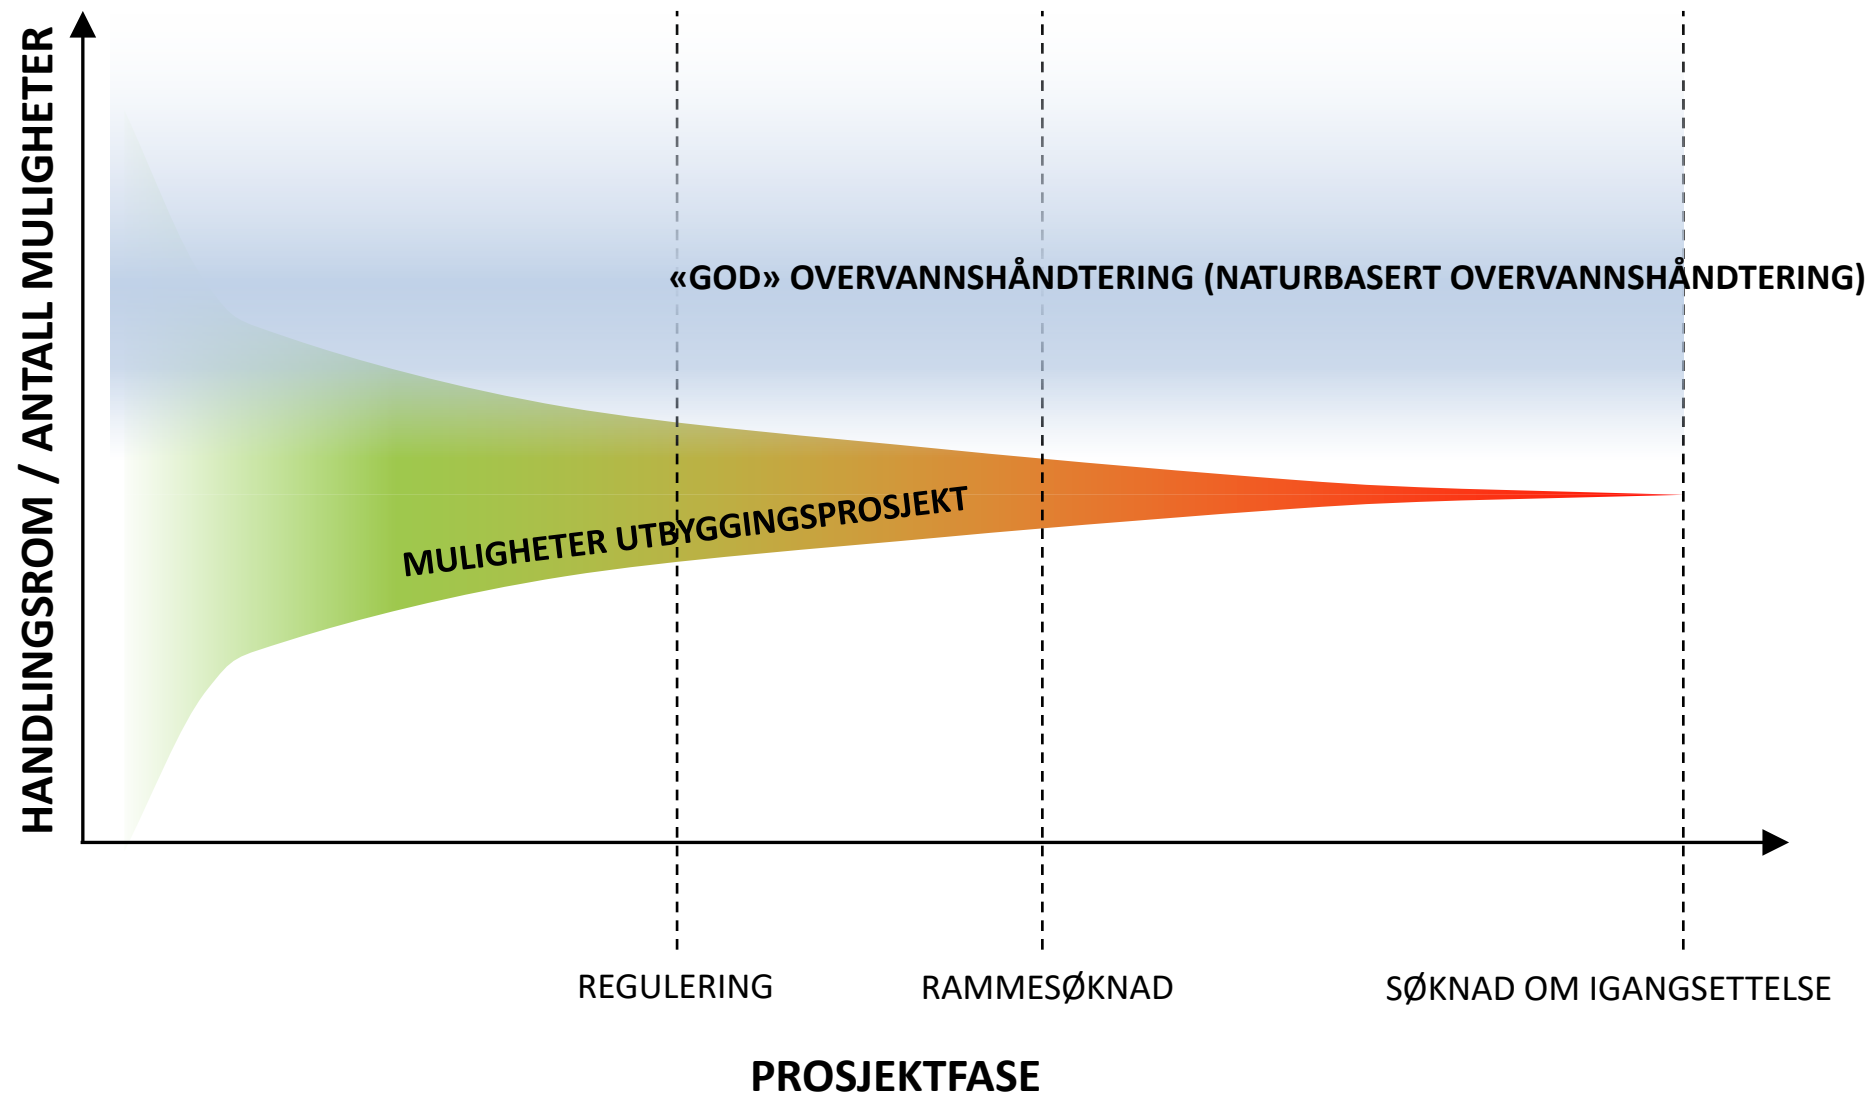 HANDLINGSROM / ANTALL MULIGHETER
«GOD» OVERVANNSHÅNDTERING (NATURBASERT OVERVANNSHÅNDTERING)
MULIGHETER UTBYGGINGSPROSJEKT
REGULERING
RAMMESØKNAD
SØKNAD OM IGANGSETTELSE
PROSJEKTFASE